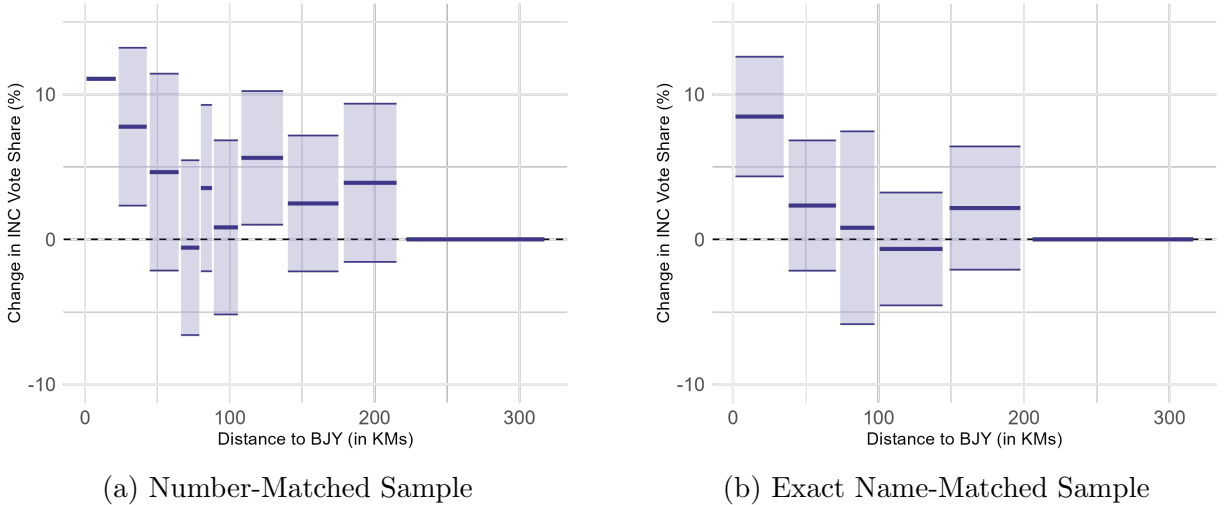 Change in INC Vote Share (%)
10
0
-10
0
100
200
300
Distance to BJY (in KMs)
(a) Number-Matched Sample
Change in INC Vote Share (%)
10
0
-10
0
100
200
300
Distance to BJY (in KMs)
(b) Exact Name-Matched Sample